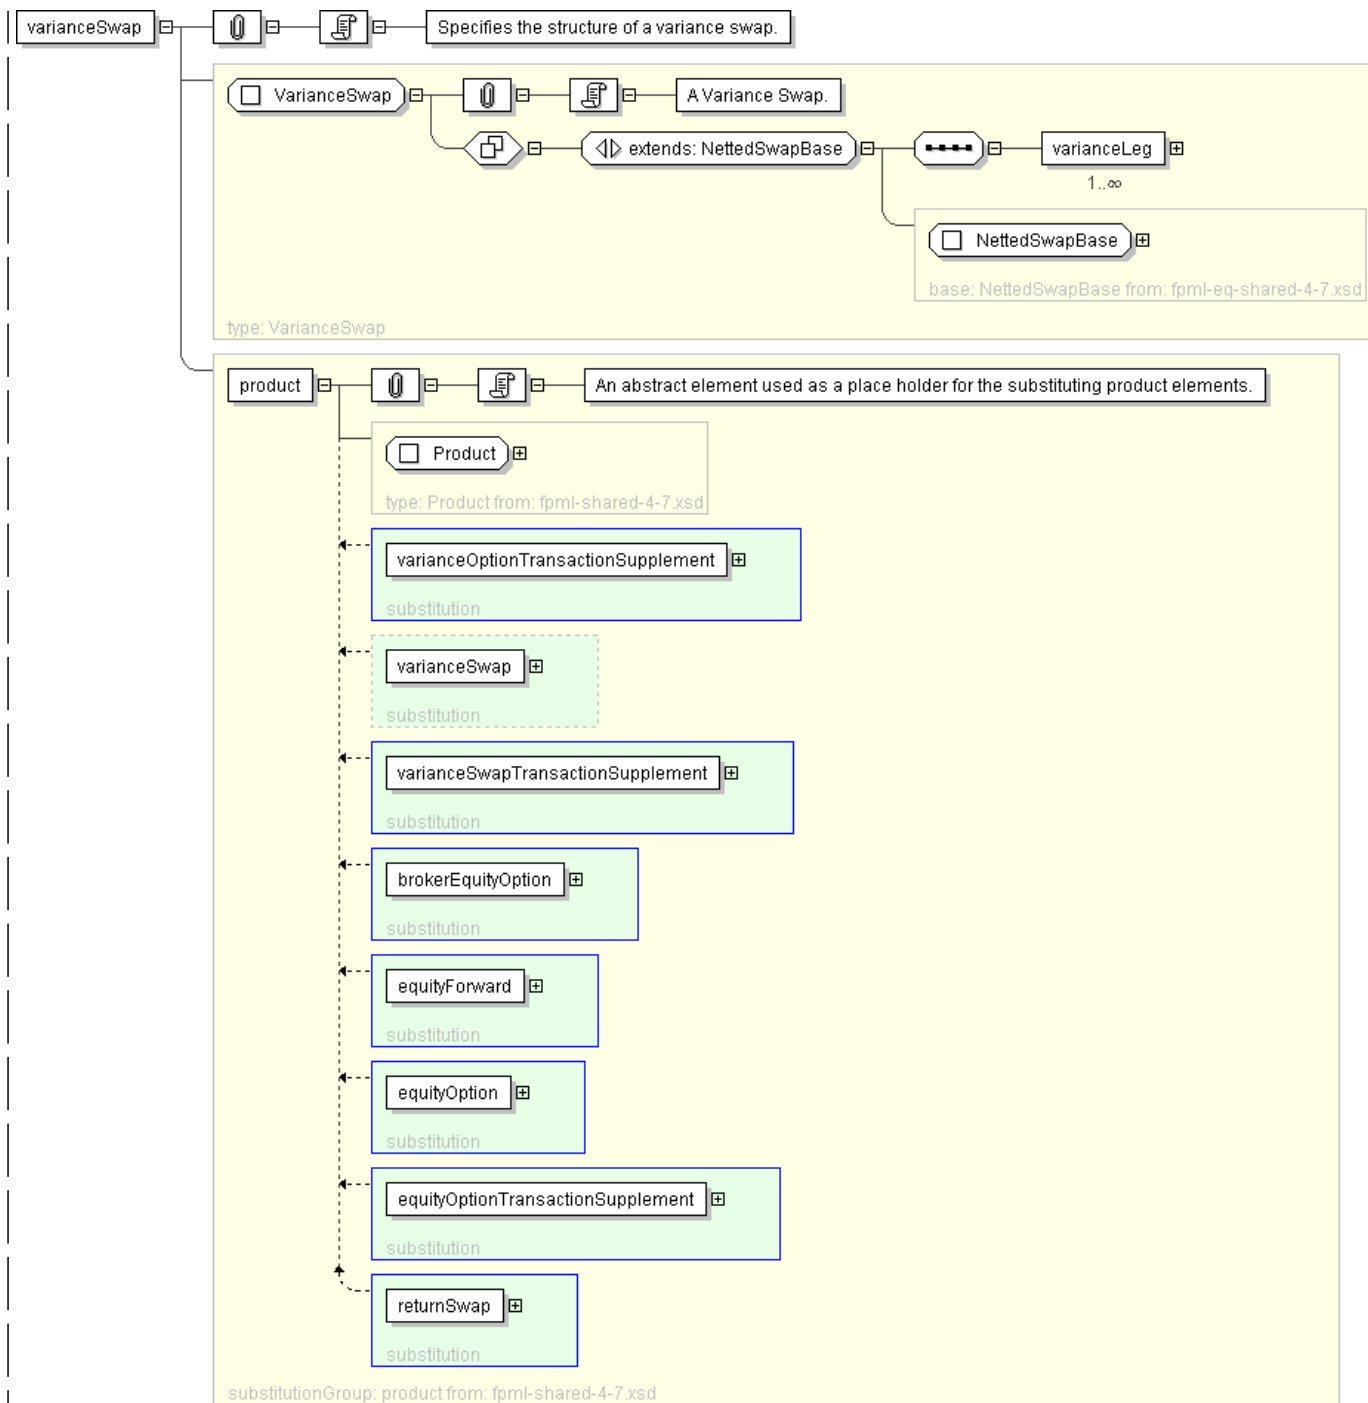 varianceSwap
Specifies the structure of a variance swap.
VarianceSwap
A Variance Swap.
extends: NettedSwapBase
varianceLeg
1..∞
NettedSwapBase
base: NettedSwapBase from: fpml-eq-shared-4-7.xsd
type: VarianceSwap
product
An abstract element used as a place holder for the substituting product elements.
Product
type: Product from: fpml-shared-4-7.xsd
varianceOptionTransactionSupplement
substitution
varianceSwap
substitution
varianceSwapTransactionSupplement
substitution
brokerEquityOption
substitution
equityForward
substitution
equityOption
substitution
equityOptionTransactionSupplement
substitution
returnSwap
substitution
substitutionGroup: product from: fpml-shared-4-7.xsd